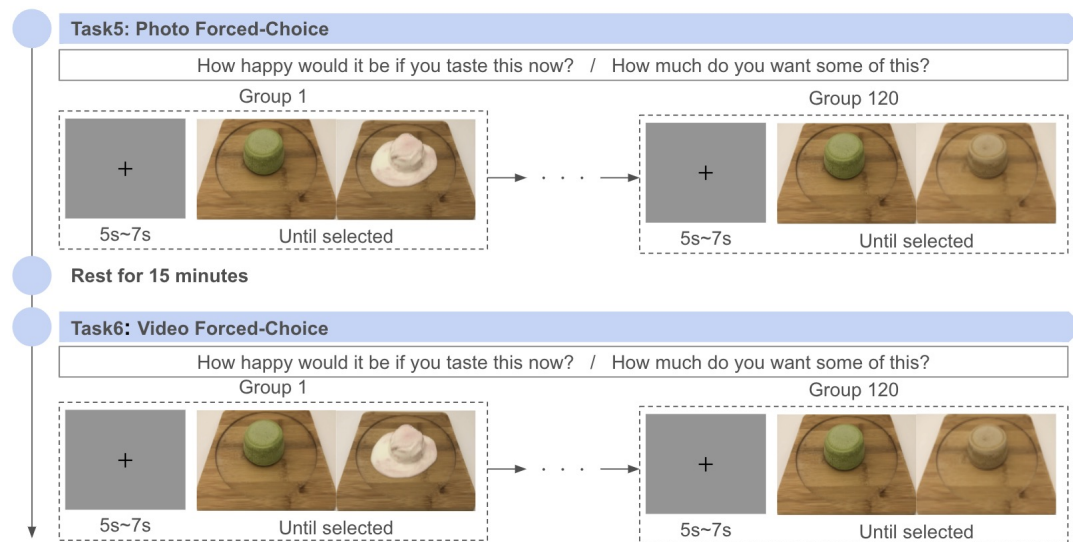 Task5: Photo Forced-Choice
How happy would it be if you taste this now? / How much do you want some of this?
Group 1
Group 120
+
+
. . .
5s~7s
Until selected
5s~7s
Until selected
Rest for 15 minutes
Task6: Video Forced-Choice
How happy would it be if you taste this now? / How much do you want some of this?
Group 1
Group 120
+
+
. . .
5s~7s
Until selected
5s~7s
Until selected